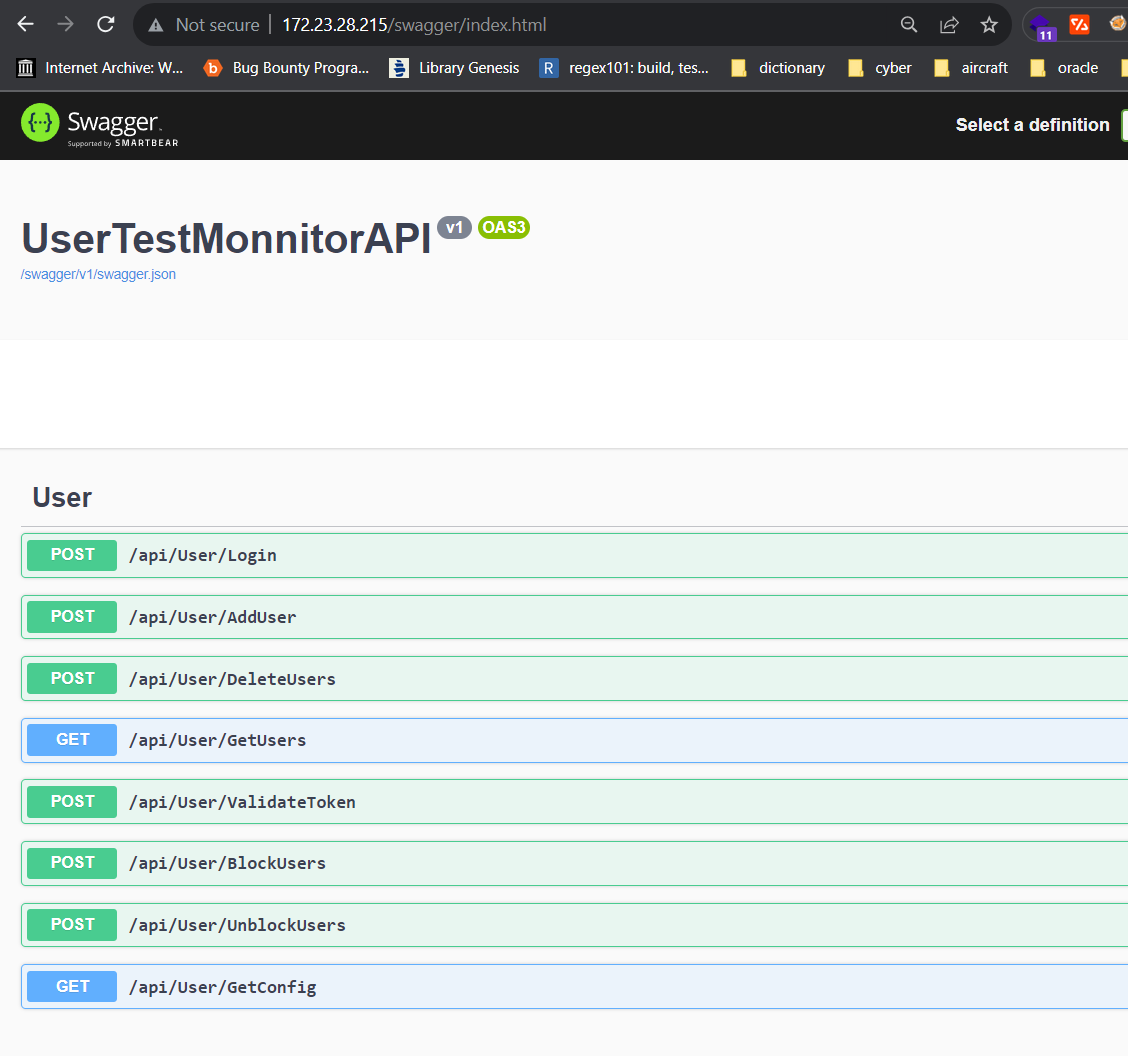 Not secure | 172.23.28.215/swagger/index.html
11
Internet Archive: W... Bug Bounty Progra... Library Genesis R regex101: build, tes... dictionary cyber aircraft oracle
{··} Swagger. Select a definition
Supported by SMARTBEAR
UserTestMonnitorAPI v1 OAS3
/swagger/v1/swagger.json
User
POST /api/User/Login
POST /api/User/AddUser
POST /api/User/DeleteUsers
GET /api/User/GetUsers
POST /api/User/ValidateToken
POST /api/User/BlockUsers
POST /api/User/UnblockUsers
GET /api/User/GetConfig